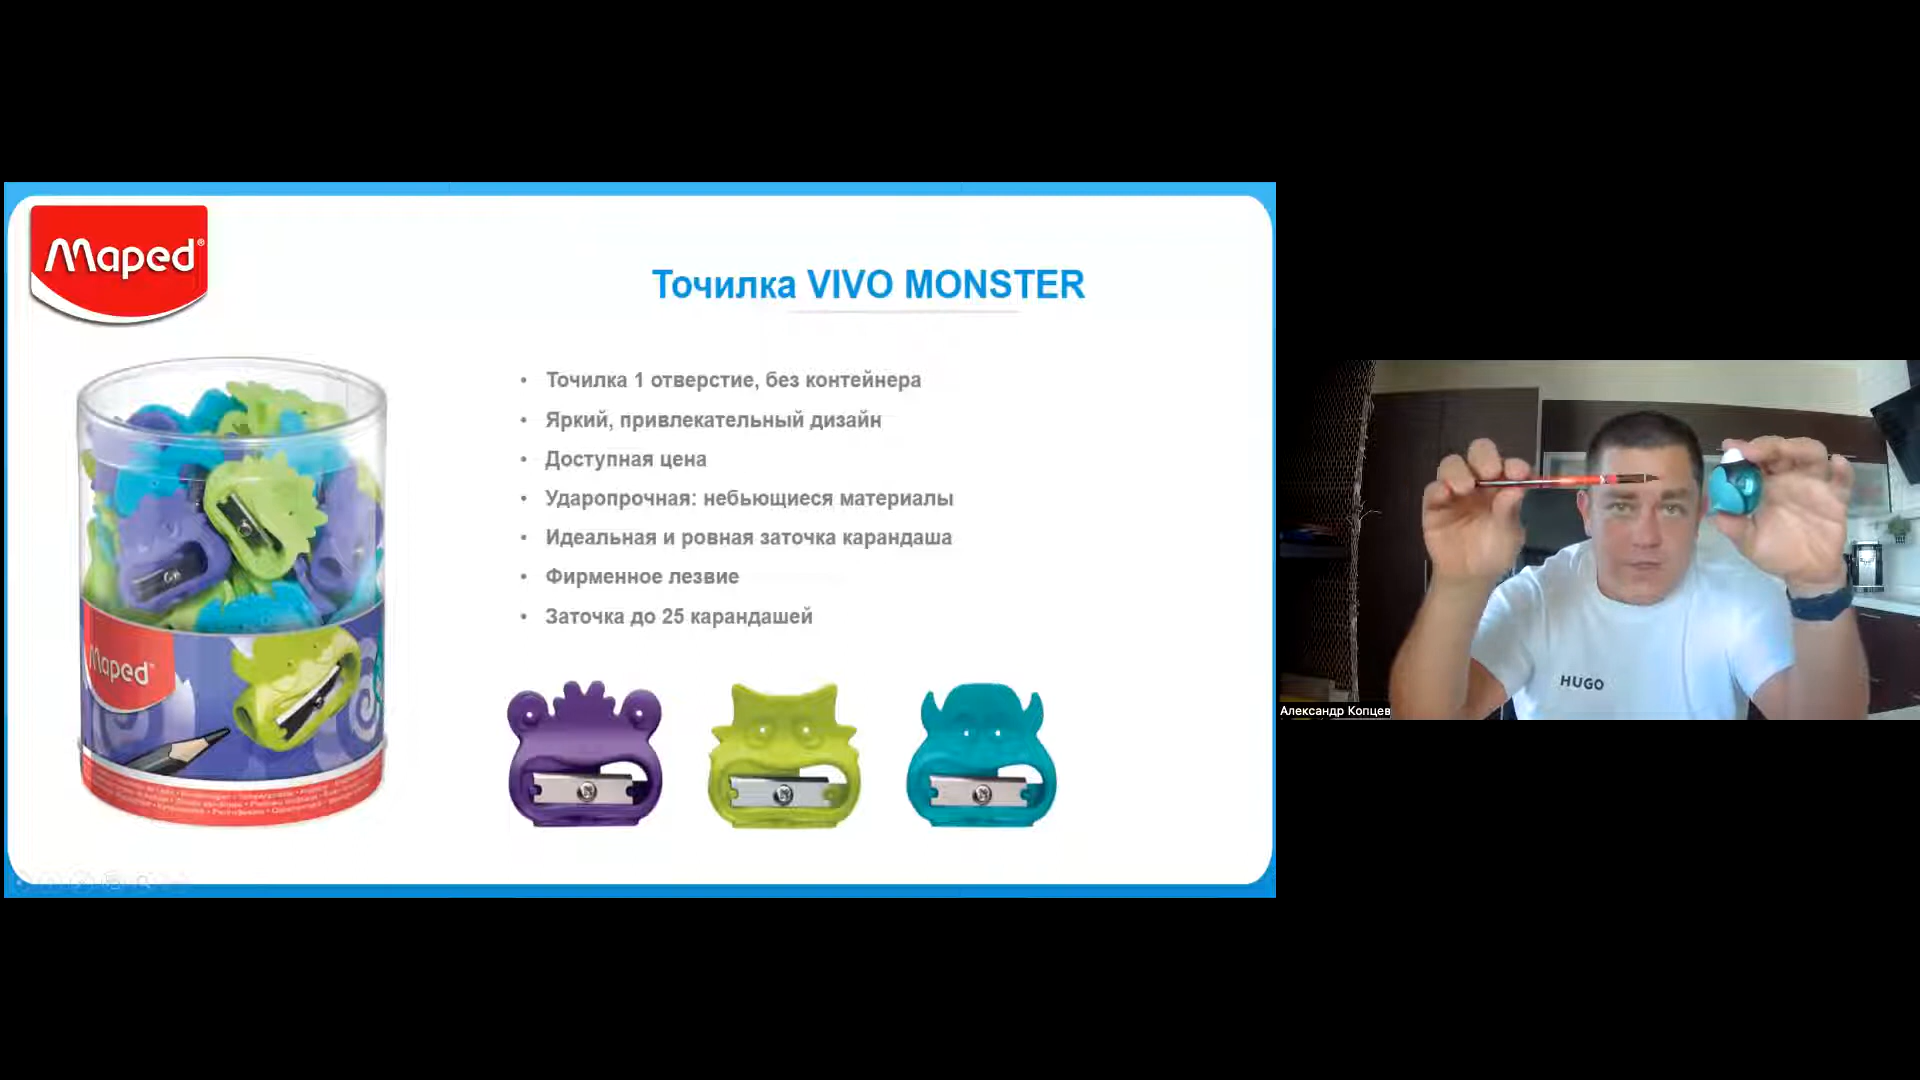 Maped®
Точилка VIVO MONSTER
• Точилка 1 отверстие, без контейнера
• Яркий, привлекательный дизайн
• Доступная цена
• Ударопрочная: небьющиеся материалы
• Идеальная и ровная заточка карандаша
• Фирменное лезвие
• Заточка до 25 карандашей
Maped
HUGO
Александр Копцев